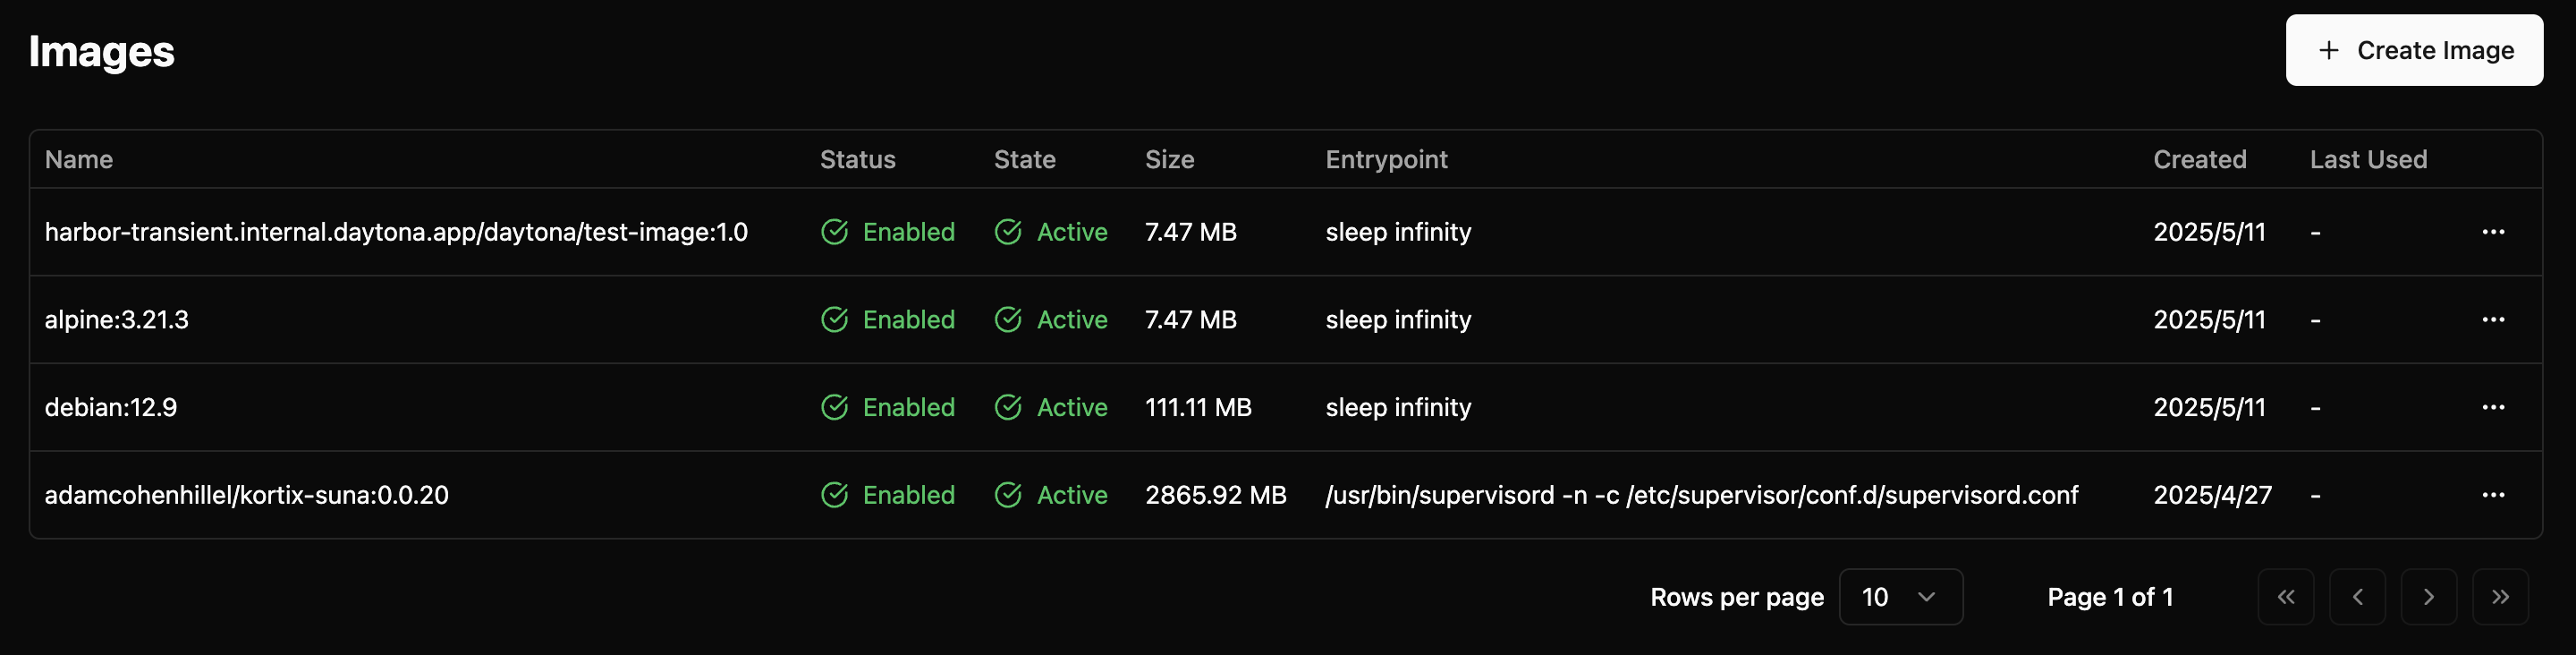 Images
+ Create Image
Name Status State Size Entrypoint Created Last Used
harbor-transient.internal.daytona.app/daytona/test-image:1.0 Enabled Active 7.47 MB sleep infinity 2025/5/11 - ...
alpine:3.21.3 Enabled Active 7.47 MB sleep infinity 2025/5/11 - ...
debian:12.9 Enabled Active 111.11 MB sleep infinity 2025/5/11 - ...
adamcohenhillel/kortix-suna:0.0.20 Enabled Active 2865.92 MB /usr/bin/supervisord -n -c /etc/supervisor/conf.d/supervisord.conf 2025/4/27 - ...
Rows per page 10 Page 1 of 1 « ‹ › »